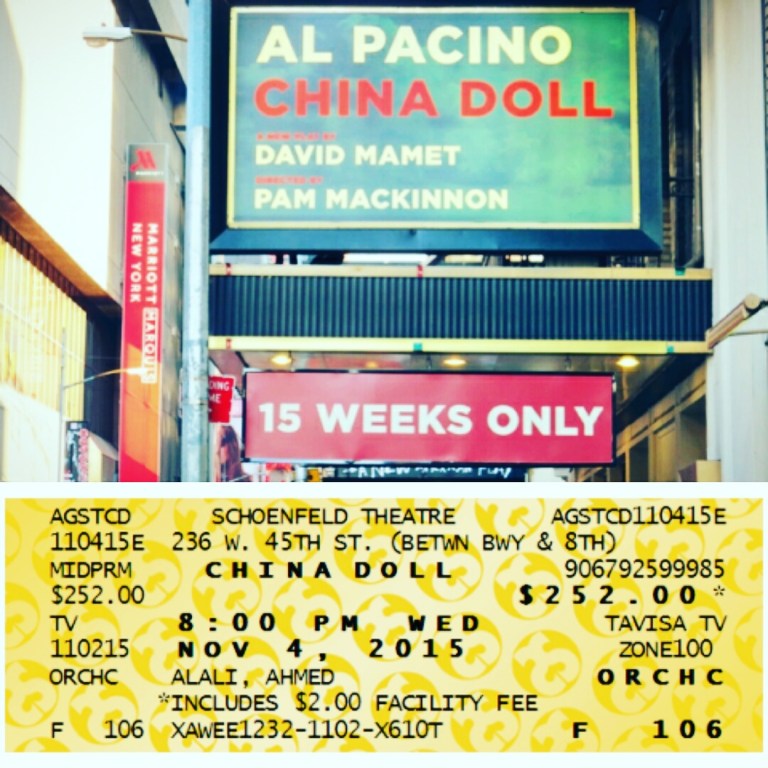 AL PACINO
CHINA DOLL
A NEW PLAY BY
DAVID MAMET
DIRECTED BY
PAM MACKINNON
MARRIOTT
MARRIOTT MARQUIS
NEW YORK
15 WEEKS ONLY
AGSTCD SCHOENFELD THEATRE AGSTCD110415E
110415E 236 W. 45TH ST. (BETWN BWY & 8TH)
MIDPRM CHINA DOLL 906792599985
$252.00 $252.00 *
TV 8:00 PM WED TAVISA TV
110215 NOV 4, 2015 ZONE100
ORCHC ALALI, AHMED ORCHC
*INCLUDES $2.00 FACILITY FEE
F 106 XAWEE1232-1102-X610T F 106